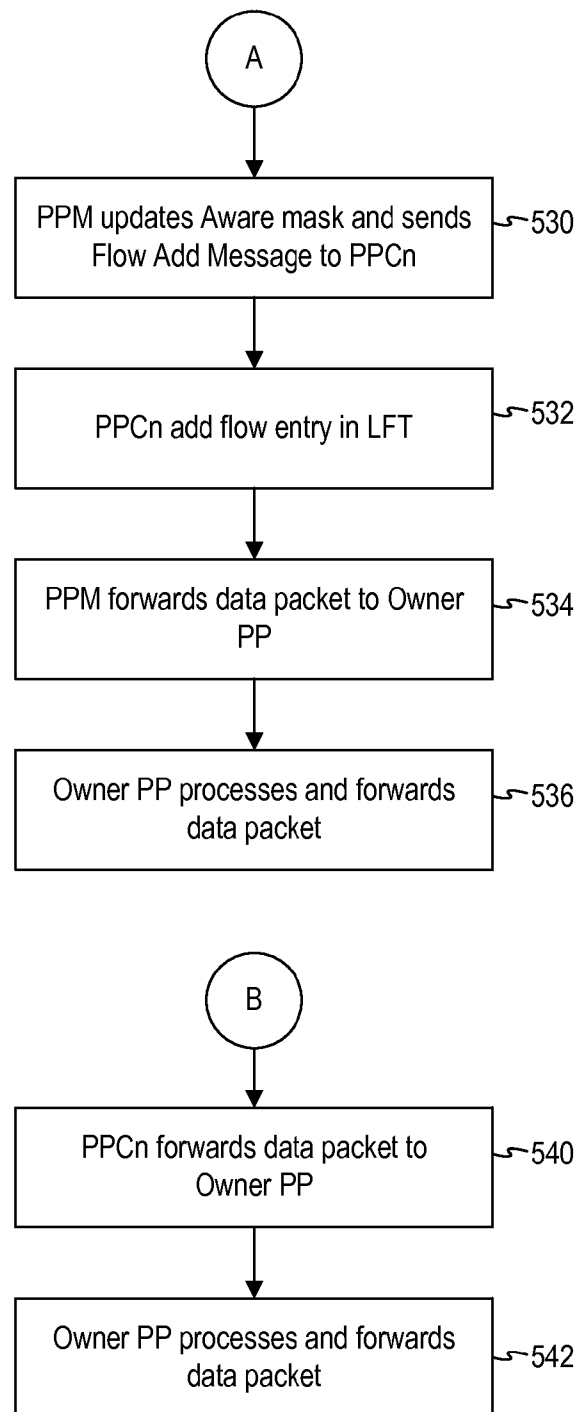 A
PPM updates Aware mask and sends
Flow Add Message to PPCn
530
PPCn add flow entry in LFT
532
PPM forwards data packet to Owner
PP
534
Owner PP processes and forwards
data packet
536
B
PPCn forwards data packet to
Owner PP
540
Owner PP processes and forwards
data packet
542